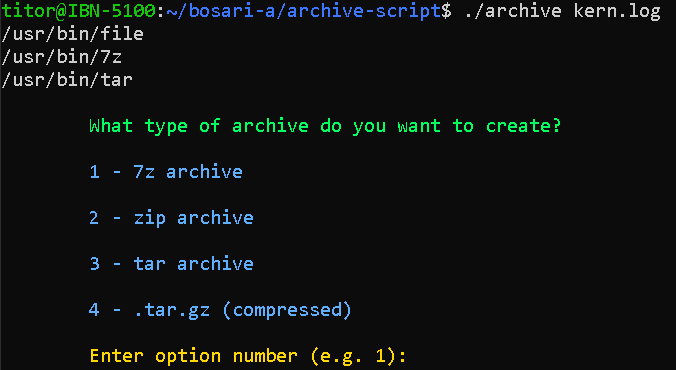 titor@IBN-5100:~/bosari-a/archive-script$ ./archive kern.log
/usr/bin/file
/usr/bin/7z
/usr/bin/tar
What type of archive do you want to create?
1 - 7z archive
2 - zip archive
3 - tar archive
4 - .tar.gz (compressed)
Enter option number (e.g. 1):